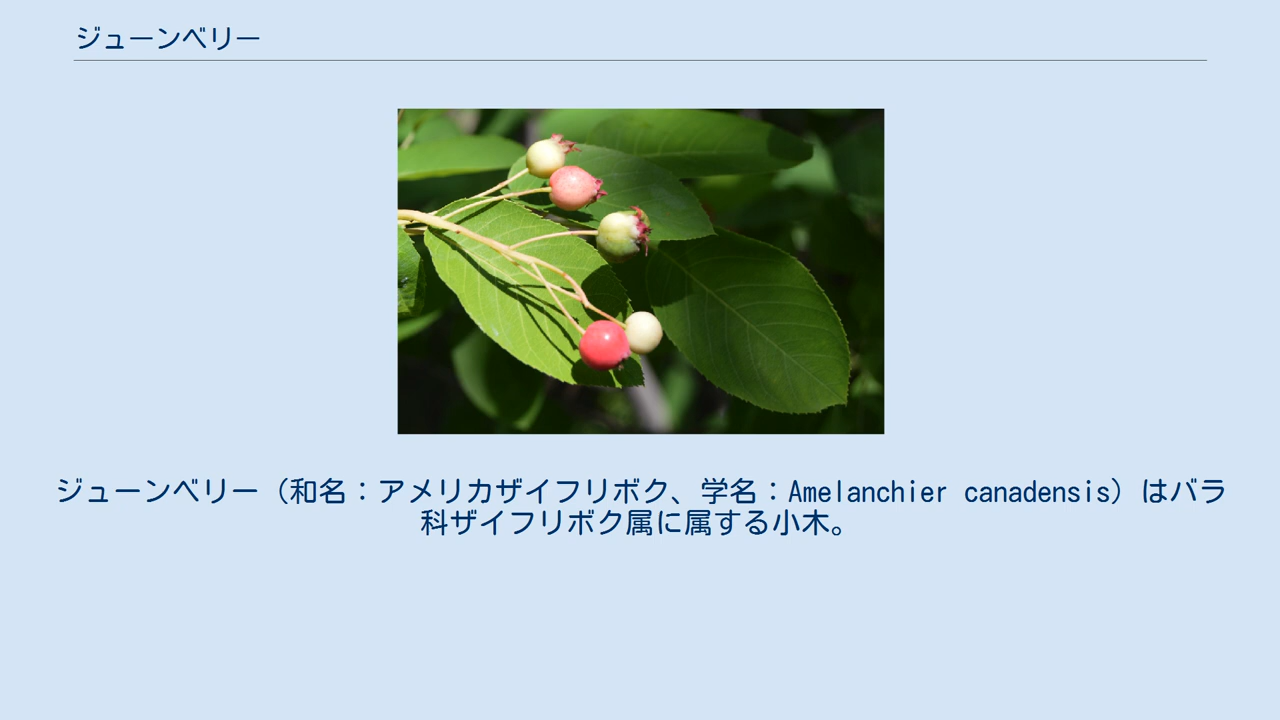 ジューンベリー
ジューンベリー（和名：アメリカザイフリボク、学名：Amelanchier canadensis）はバラ
科ザイフリボク属に属する小木。